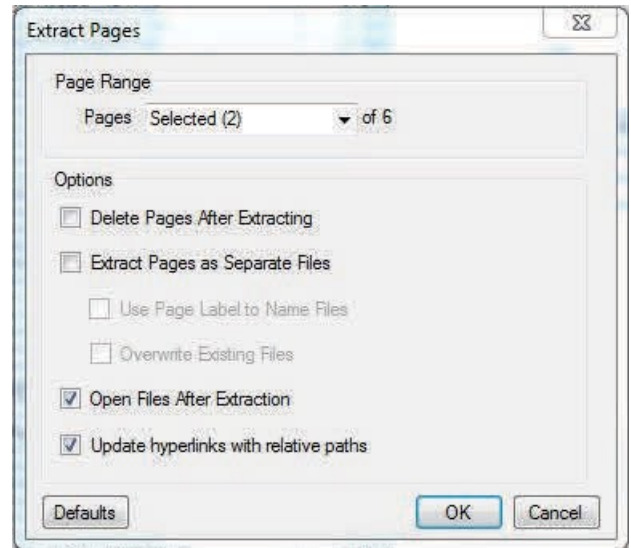 Extract Pages
Page Range
Pages Selected (2) of 6
Options
Delete Pages After Extracting
Extract Pages as Separate Files
Use Page Label to Name Files
Overwrite Existing Files
Open Files After Extraction
Update hyperlinks with relative paths
Defaults OK Cancel